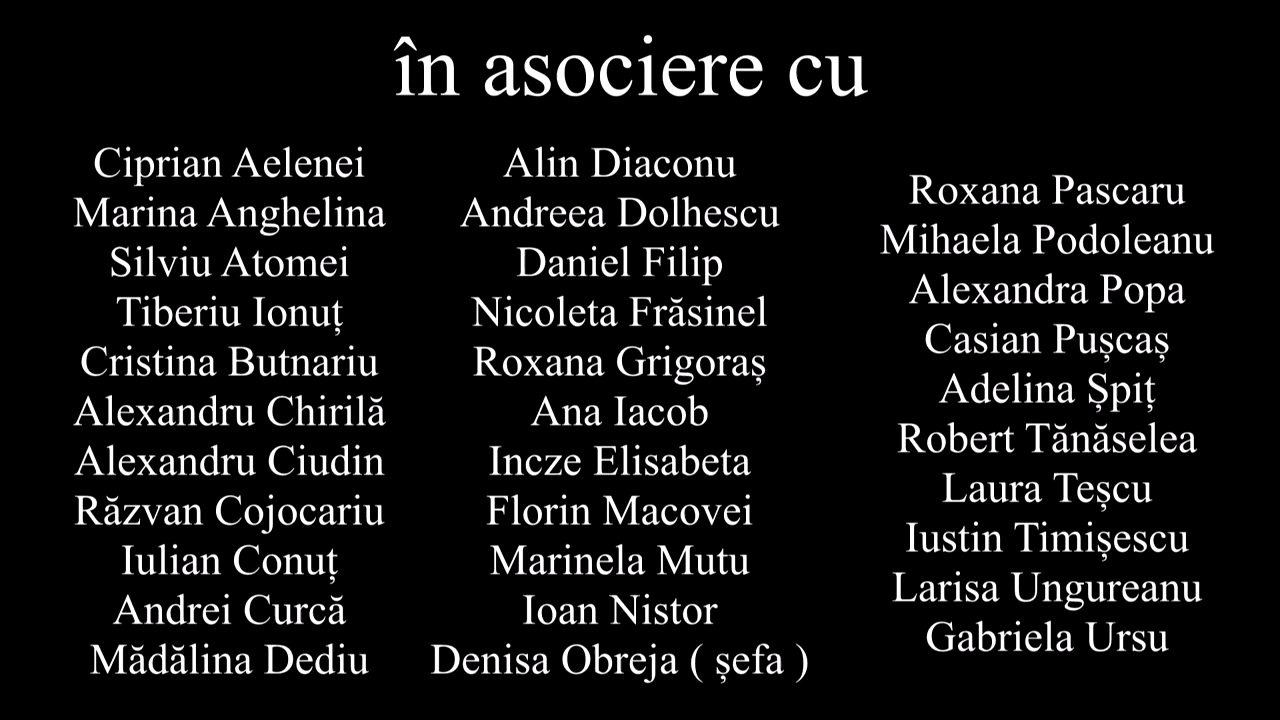 în asociere cu
Ciprian Aelenei
Marina Anghelina
Silviu Atomei
Tiberiu Ionuț
Cristina Butnariu
Alexandru Chirilă
Alexandru Ciudin
Răzvan Cojocariu
Iulian Conuț
Andrei Curcă
Mădălina Dediu
Alin Diaconu
Andreea Dolhescu
Daniel Filip
Nicoleta Frăsinel
Roxana Grigoraș
Ana Iacob
Incze Elisabeta
Florin Macovei
Marinela Mutu
Ioan Nistor
Denisa Obreja ( șefa )
Roxana Pascaru
Mihaela Podoleanu
Alexandra Popa
Casian Pușcaș
Adelina Șpiț
Robert Tănăselea
Laura Teșcu
Iustin Timișescu
Larisa Ungureanu
Gabriela Ursu